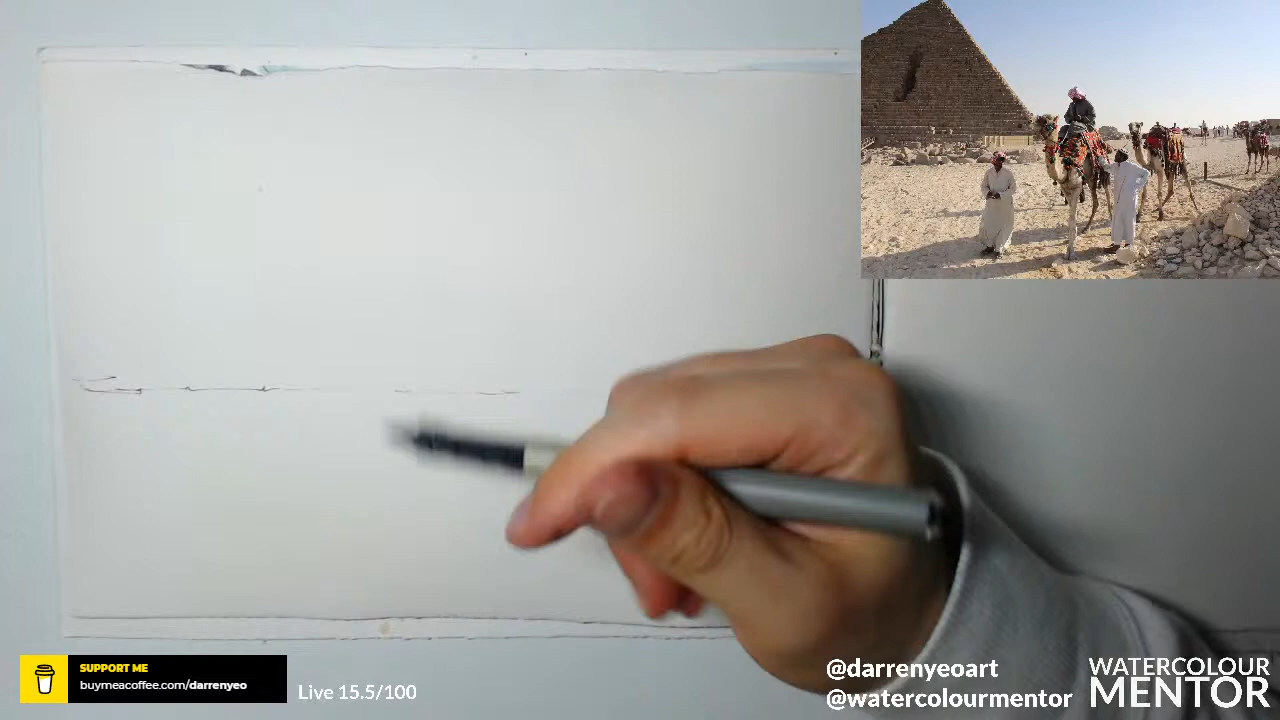 SUPPORT ME
buymeacoffee.com/darrenyeo
Live 15.5/100
@darrenyeoart
@watercolourmentor
WATERCOLOUR
MENTOR